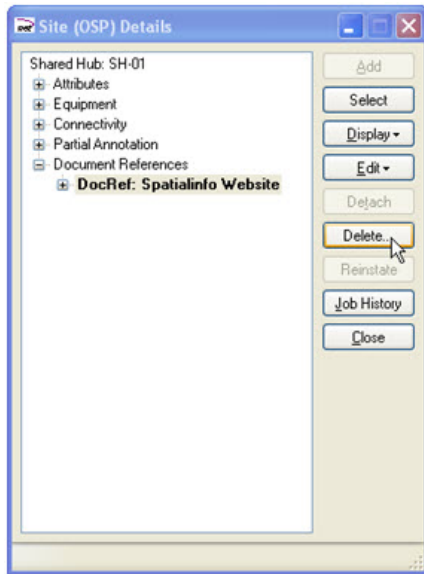 Site (OSP) Details
Shared Hub: SH-01
Attributes
Equipment
Connectivity
Partial Annotation
Document References
DocRef: Spatialinfo Website
Add
Select
Display
Edit
Detach
Delete...
Reinstate
Job History
Close